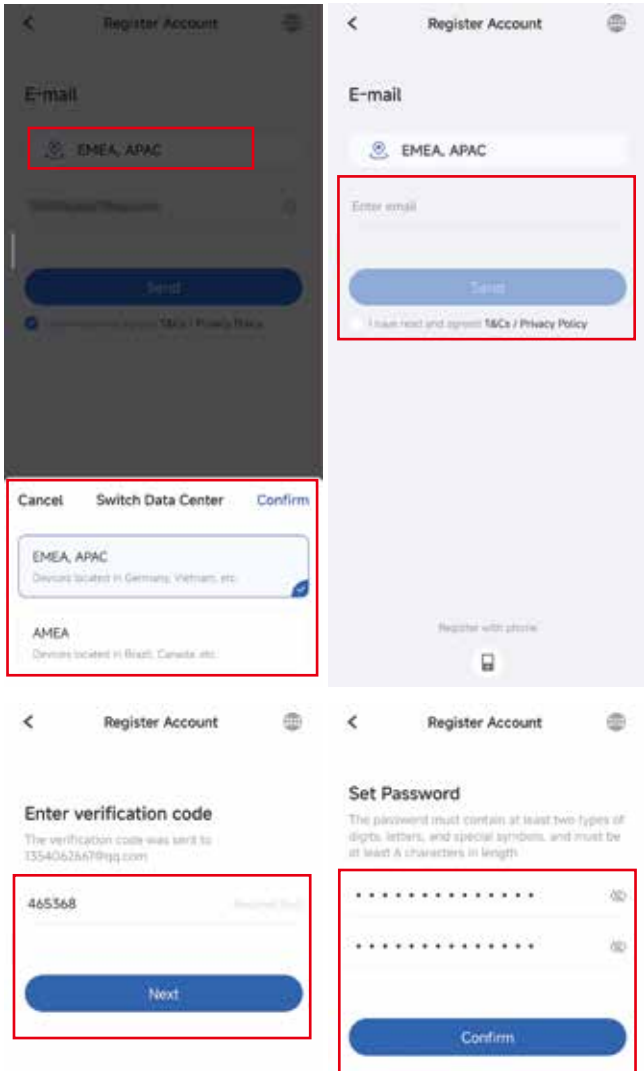 Register Account
E-mail
EMEA, APAC
Send
T&Cs / Privacy Policy
Cancel Switch Data Center Confirm
EMEA, APAC
Devices located in Germany, Vietnam, etc.
AMEA
Devices located in Brazil, Canada, etc.
Register Account
E-mail
EMEA, APAC
Enter email
Send
I have read and agreed T&Cs / Privacy Policy
Register with phone
Register Account
Enter verification code
The verification code was sent to
1354062667@qq.com
465368
Next
Register Account
Set Password
The password must contain at least two types of
digits, letters, and special symbols, and must be
at least characters in length
Confirm